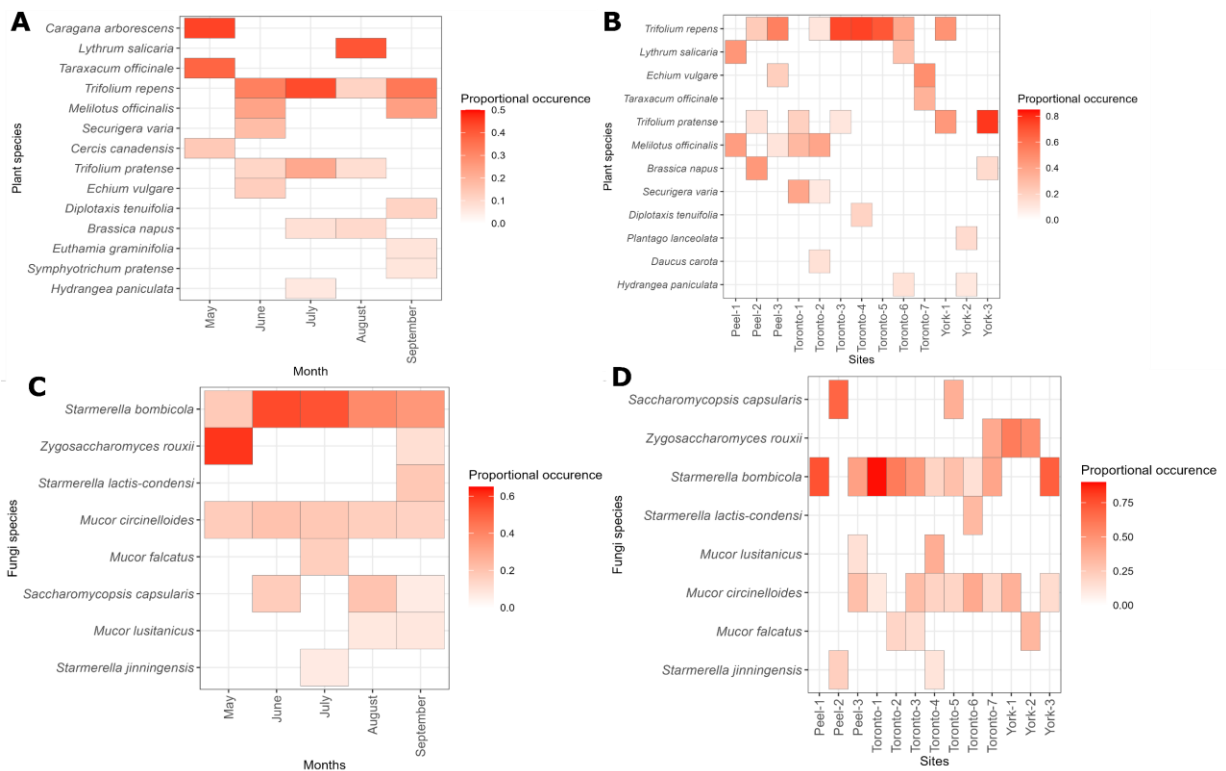 A
Plant species
Caragana arborescens
Lythrum salicaria
Taraxacum officinale
Trifolium repens
Melilotus officinalis
Securigera varia
Cercis canadensis
Trifolium pratense
Echium vulgare
Diplotaxis tenuifolia
Brassica napus
Euthamia graminifolia
Symphyotrichum pratense
Hydrangea paniculata
May
June
July
August
September
Month
Proportional occurence
0.5
0.4
0.3
0.2
0.1
0.0
B
Plant species
Trifolium repens
Lythrum salicaria
Echium vulgare
Taraxacum officinale
Trifolium pratense
Melilotus officinalis
Brassica napus
Securigera varia
Diplotaxis tenuifolia
Plantago lanceolata
Daucus carota
Hydrangea paniculata
Peel-1
Peel-2
Peel-3
Toronto-1
Toronto-2
Toronto-3
Toronto-4
Toronto-5
Toronto-6
Toronto-7
York-1
York-2
York-3
Sites
Proportional occurence
0.8
0.6
0.4
0.2
0.0
C
Fungi species
Starmerella bombicola
Zygosaccharomyces rouxii
Starmerella lactis-condensi
Mucor circinelloides
Mucor falcatus
Saccharomycopsis capsularis
Mucor lusitanicus
Starmerella jinningensis
May
June
July
August
September
Months
Proportional occurence
0.6
0.4
0.2
0.0
D
Fungi species
Saccharomycopsis capsularis
Zygosaccharomyces rouxii
Starmerella bombicola
Starmerella lactis-condensi
Mucor lusitanicus
Mucor circinelloides
Mucor falcatus
Starmerella jinningensis
Peel-1
Peel-2
Peel-3
Toronto-1
Toronto-2
Toronto-3
Toronto-4
Toronto-5
Toronto-6
Toronto-7
York-1
York-2
York-3
Sites
Proportional occurence
0.75
0.50
0.25
0.00